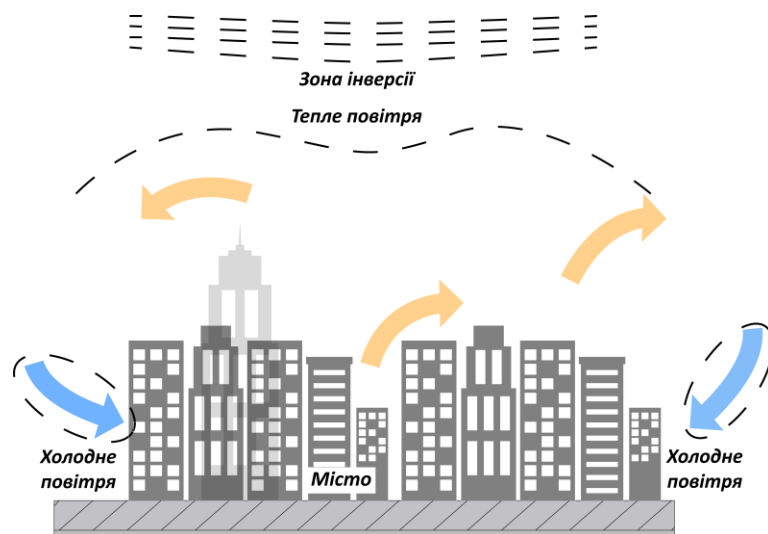 Зона інверсії
Тепле повітря
Холодне
повітря
Місто
Холодне
повітря